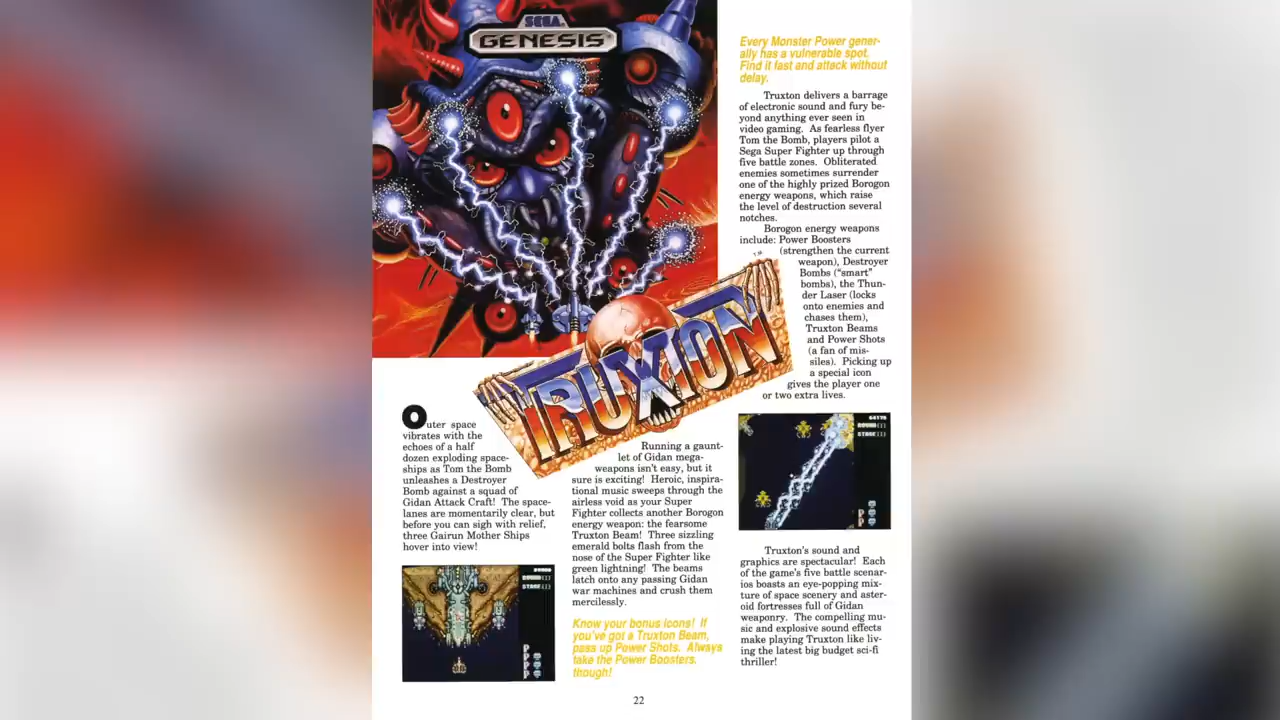 SEGA
GENESIS
TRUXTON
TM
Outer space
vibrates with the
echoes of a half
dozen exploding space-
ships as Tom the Bomb
unleashes a Destroyer
Bomb against a squad of
Gidan Attack Craft! The space-
lanes are momentarily clear, but
before you can sigh with relief,
three Gairun Mother Ships
hover into view!
ROUND(1)
STAGE(1)
P
P
P
Running a gaunt-
let of Gidan mega-
weapons isn't easy, but it
sure is exciting! Heroic, inspira-
tional music sweeps through the
airless void as your Super
Fighter collects another Borogon
energy weapon: the fearsome
Truxton Beam! Three sizzling
emerald bolts flash from the
nose of the Super Fighter like
green lightning! The beams
latch onto any passing Gidan
war machines and crush them
mercilessly.
Know your bonus icons! If
you've got a Truxton Beam,
pass up Power Shots. Always
take the Power Boosters,
though!
Every Monster Power gener-
ally has a vulnerable spot.
Find it fast and attack without
delay.
Truxton delivers a barrage
of electronic sound and fury be-
yond anything ever seen in
video gaming. As fearless flyer
Tom the Bomb, players pilot a
Sega Super Fighter up through
five battle zones. Obliterated
enemies sometimes surrender
one of the highly prized Borogon
energy weapons, which raise
the level of destruction several
notches.
Borogon energy weapons
include: Power Boosters
(strengthen the current
weapon), Destroyer
Bombs ("smart"
bombs), the Thun-
der Laser (locks
onto enemies and
chases them),
Truxton Beams
and Power Shots
(a fan of mis-
siles). Picking up
a special icon
gives the player one
or two extra lives.
ROUND(1)
STAGE(1)
P
P
Truxton's sound and
graphics are spectacular! Each
of the game's five battle scenar-
ios boasts an eye-popping mix-
ture of space scenery and aster-
oid fortresses full of Gidan
weaponry. The compelling mu-
sic and explosive sound effects
make playing Truxton like liv-
ing the latest big budget sci-fi
thriller!
22